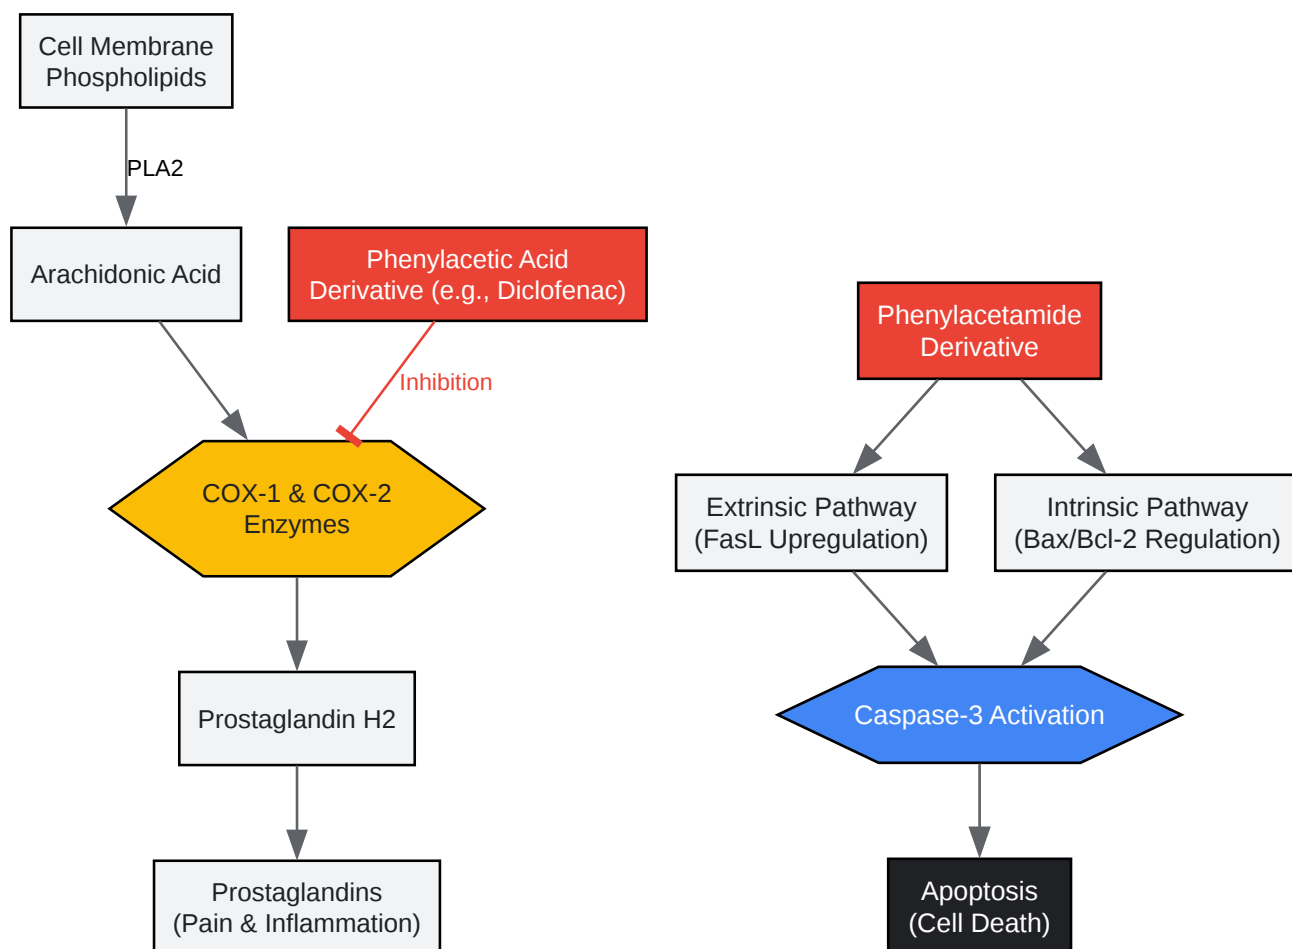 Cell Membrane
Phospholipids
PLA2
Arachidonic Acid
Phenylacetic Acid
Derivative (e.g., Diclofenac)
Inhibition
COX-1 & COX-2
Enzymes
Prostaglandin H2
Prostaglandins
(Pain & Inflammation)
Phenylacetamide
Derivative
Extrinsic Pathway
(FasL Upregulation)
Intrinsic Pathway
(Bax/Bcl-2 Regulation)
Caspase-3 Activation
Apoptosis
(Cell Death)